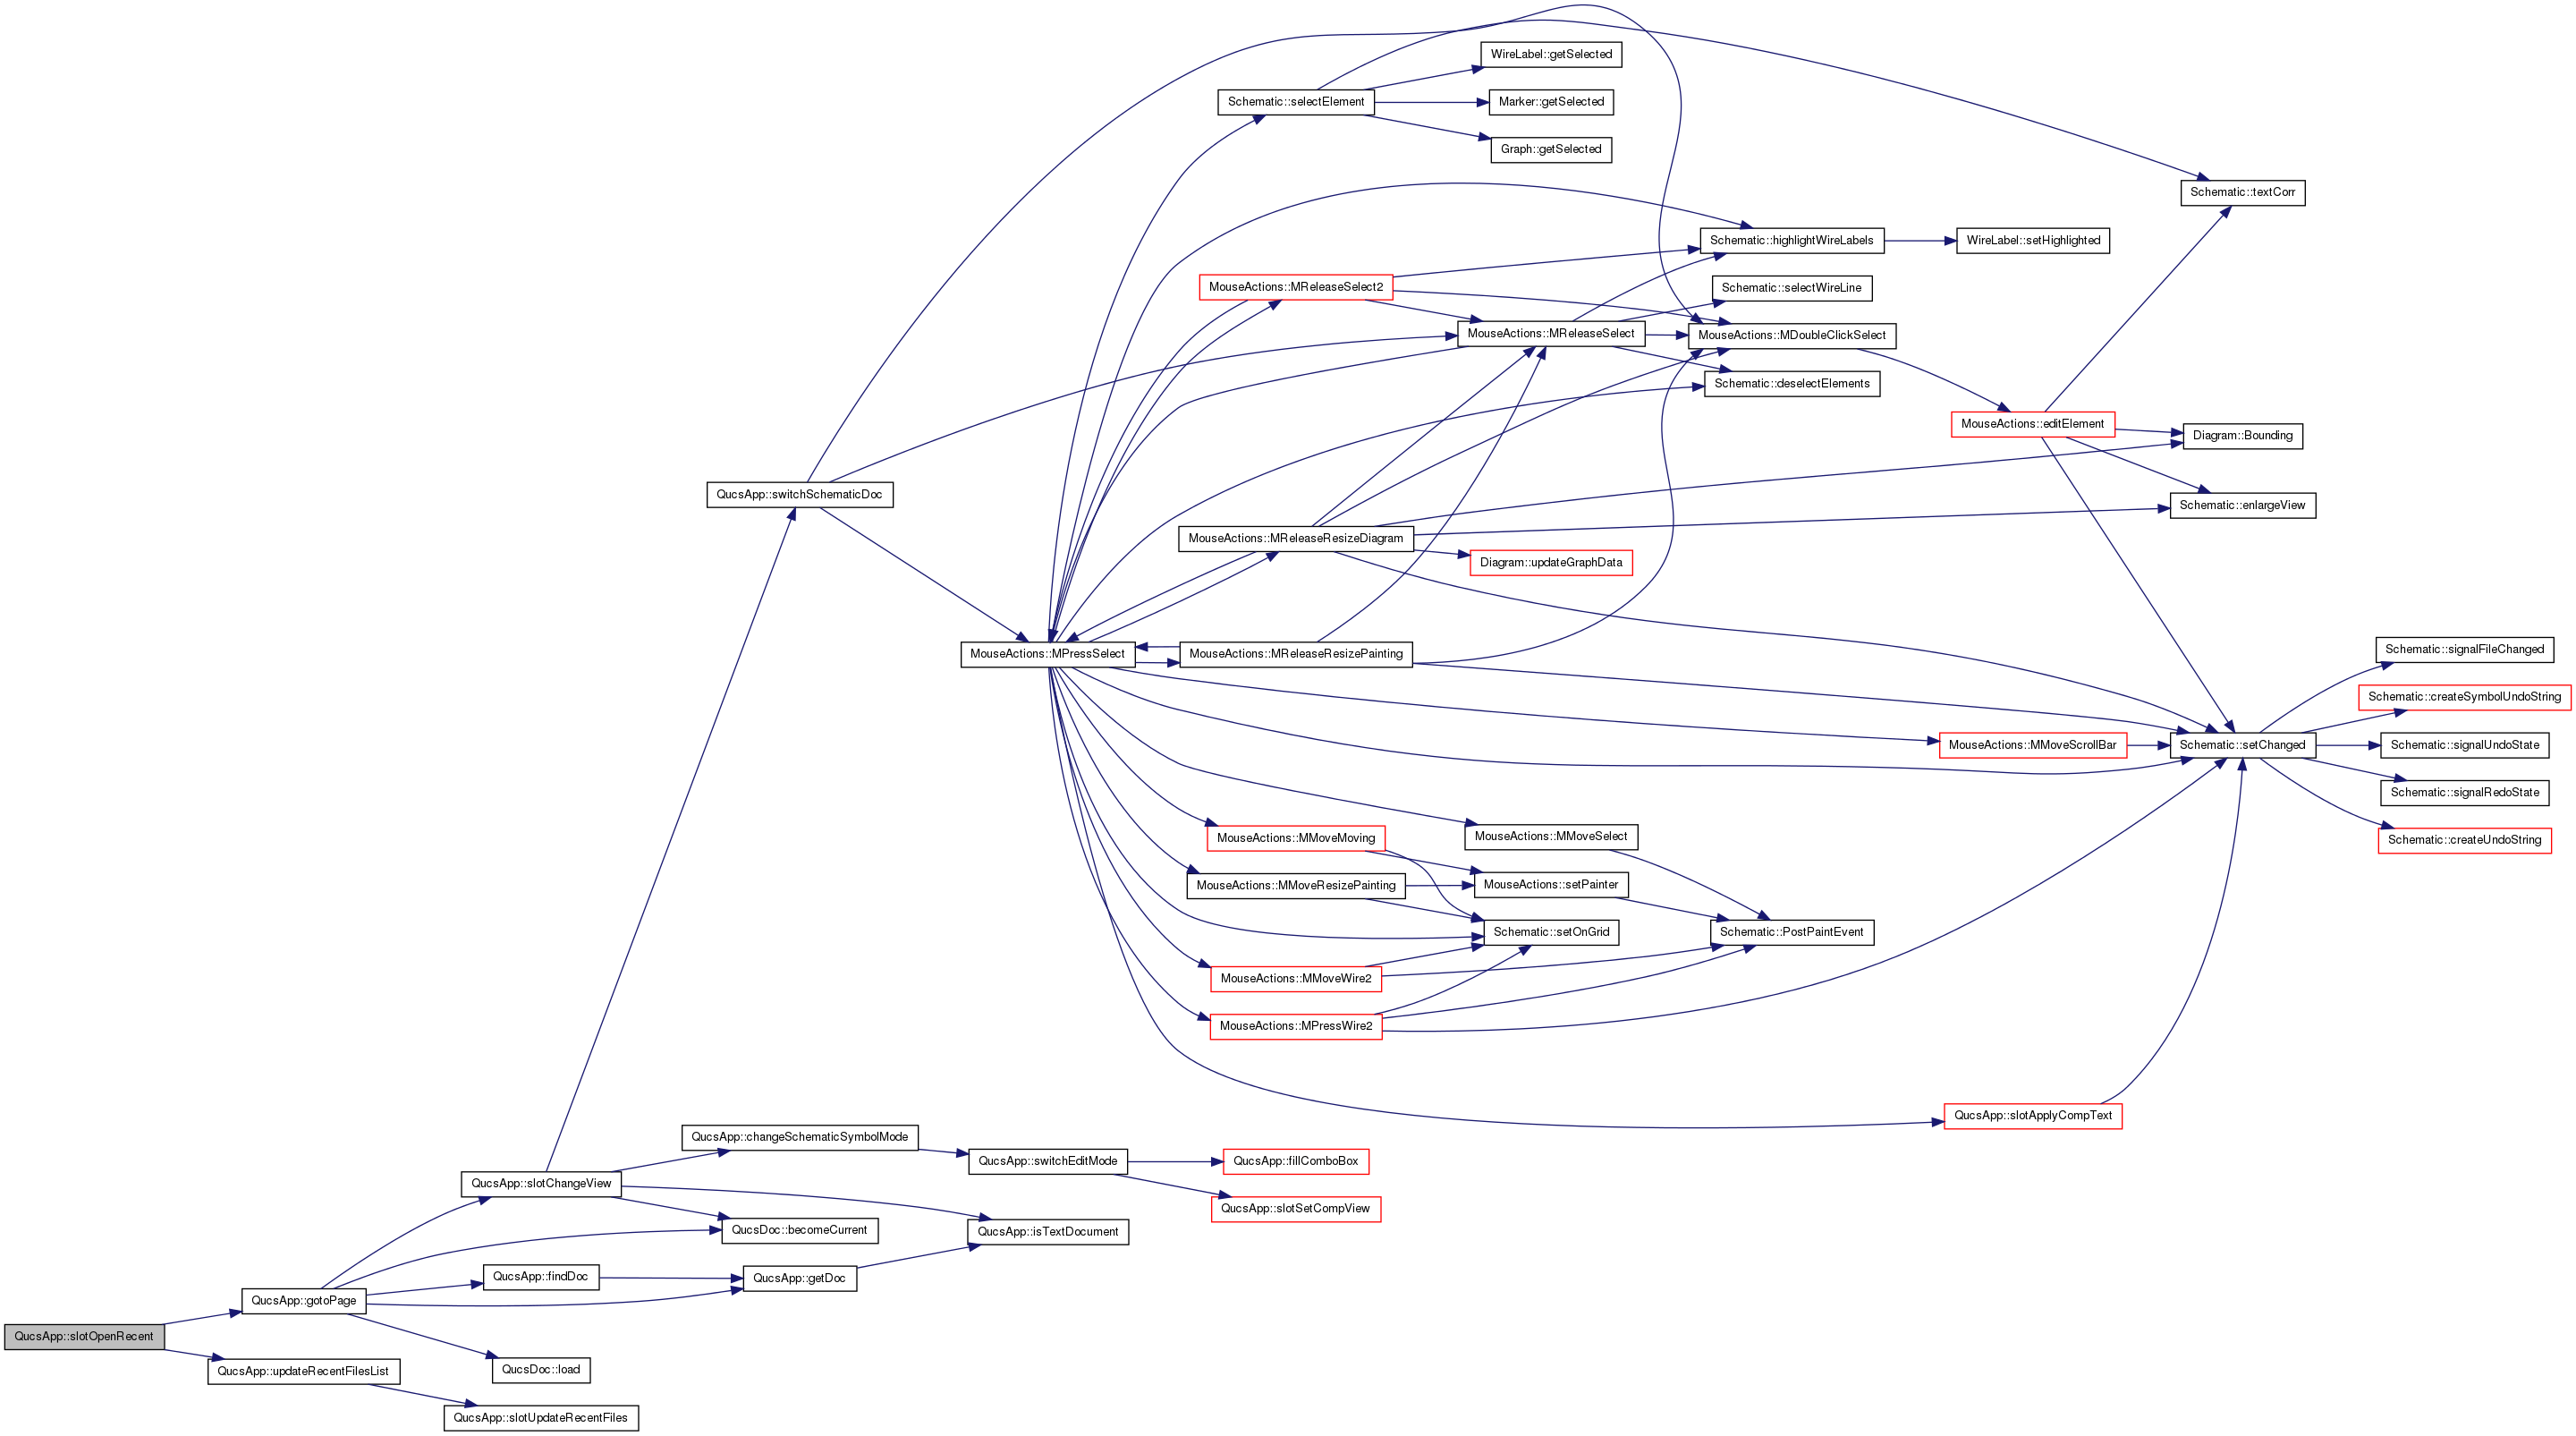 WireLabel::getSelected
Schematic::selectElement
Marker::getSelected
Graph::getSelected
Schematic::textCorr
Schematic::highlightWireLabels
WireLabel::setHighlighted
MouseActions::MReleaseSelect2
Schematic::selectWireLine
MouseActions::MReleaseSelect
MouseActions::MDoubleClickSelect
Schematic::deselectElements
MouseActions::editElement
Diagram::Bounding
QucsApp::switchSchematicDoc
Schematic::enlargeView
MouseActions::MReleaseResizeDiagram
Diagram::updateGraphData
MouseActions::MPressSelect
MouseActions::MReleaseResizePainting
Schematic::signalFileChanged
Schematic::createSymbolUndoString
MouseActions::MMoveScrollBar
Schematic::setChanged
Schematic::signalUndoState
Schematic::signalRedoState
MouseActions::MMoveMoving
MouseActions::MMoveSelect
Schematic::createUndoString
MouseActions::MMoveResizePainting
MouseActions::setPainter
Schematic::setOnGrid
Schematic::PostPaintEvent
MouseActions::MMoveWire2
MouseActions::MPressWire2
QucsApp::slotApplyCompText
QucsApp::changeSchematicSymbolMode
QucsApp::switchEditMode
QucsApp::fillComboBox
QucsApp::slotChangeView
QucsApp::slotSetCompView
QucsDoc::becomeCurrent
QucsApp::isTextDocument
QucsApp::findDoc
QucsApp::getDoc
QucsApp::gotoPage
QucsApp::slotOpenRecent
QucsApp::updateRecentFilesList
QucsDoc::load
QucsApp::slotUpdateRecentFiles